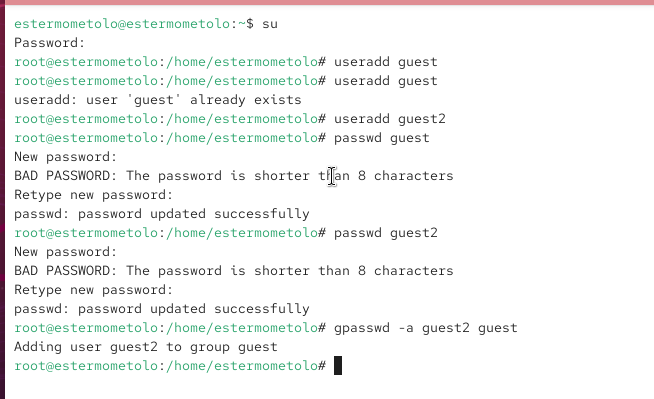 estermometolo@estermometolo:~$ su
Password:
root@estermometolo:/home/estermometolo# useradd guest
root@estermometolo:/home/estermometolo# useradd guest
useradd: user 'guest' already exists
root@estermometolo:/home/estermometolo# useradd guest2
root@estermometolo:/home/estermometolo# passwd guest
New password:
BAD PASSWORD: The password is shorter than 8 characters
Retype new password:
passwd: password updated successfully
root@estermometolo:/home/estermometolo# passwd guest2
New password:
BAD PASSWORD: The password is shorter than 8 characters
Retype new password:
passwd: password updated successfully
root@estermometolo:/home/estermometolo# gpasswd -a guest2 guest
Adding user guest2 to group guest
root@estermometolo:/home/estermometolo#